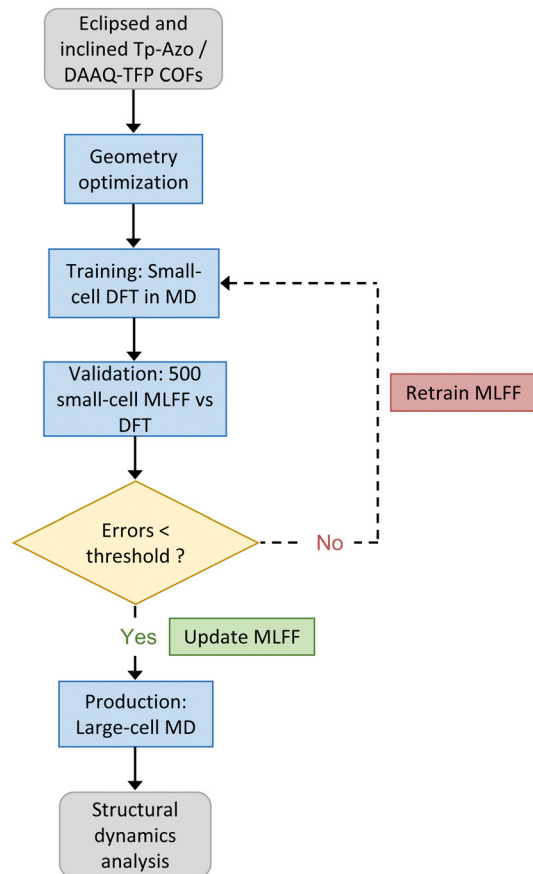 Eclipsed and
inclined Tp-Azo /
DAAQ-TFP COFs
Geometry
optimization
Training: Small-
cell DFT in MD
Validation: 500
small-cell MLFF vs
DFT
Retrain MLFF
Errors <
threshold ?
No
Yes
Update MLFF
Production:
Large-cell MD
Structural
dynamics
analysis